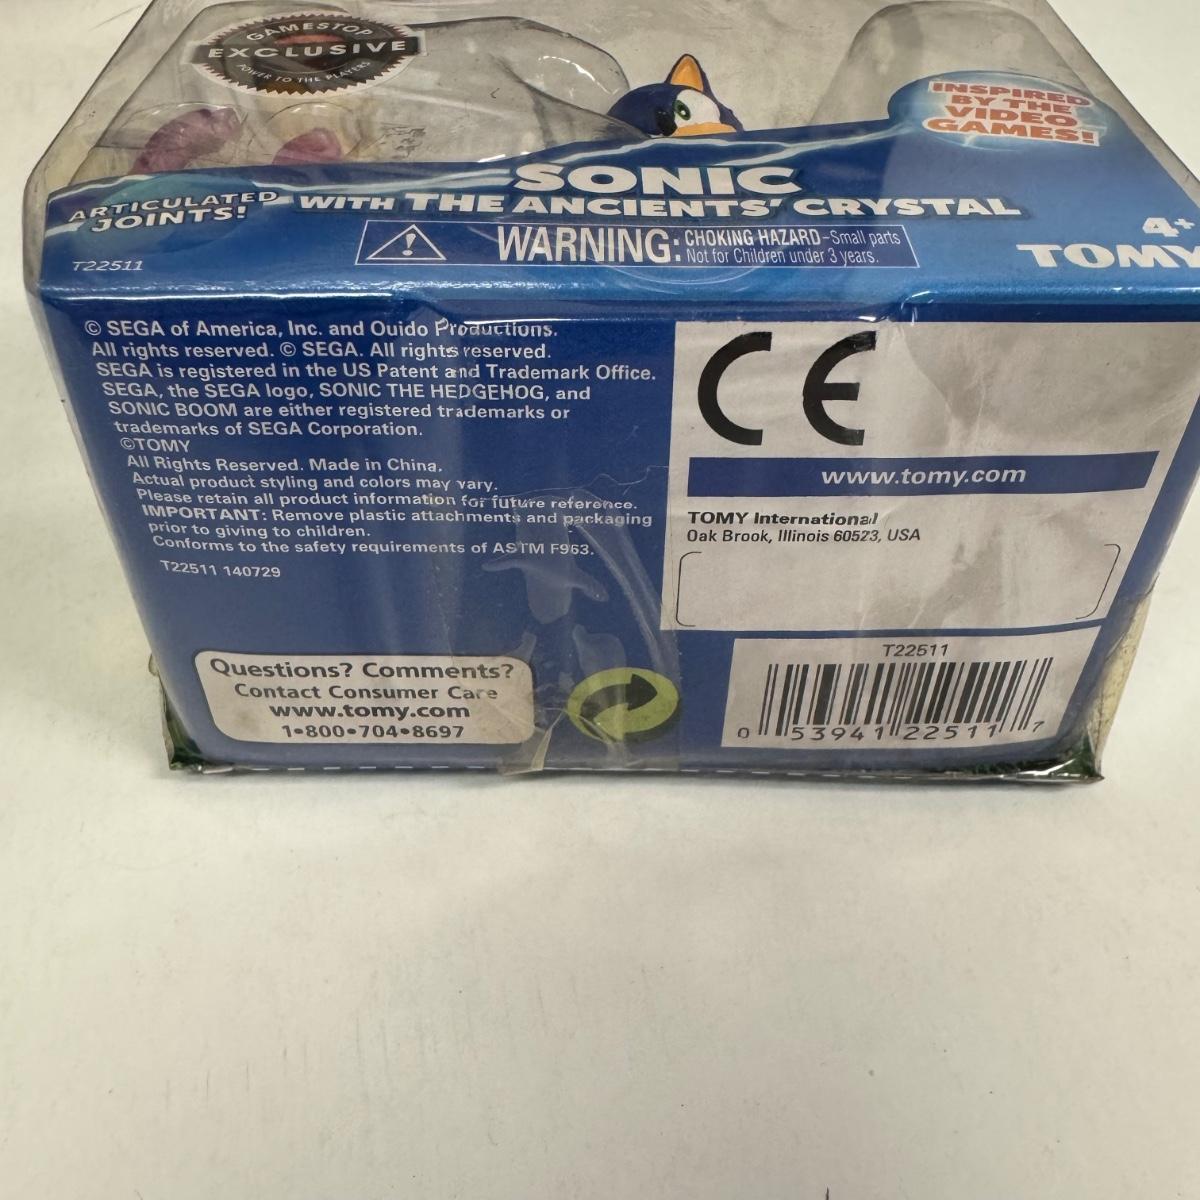 GAMESTOP
EXCLUSIVE
POWER TO THE PLAYERS
INSPIRED
BY THE
VIDEO
GAMES!
ARTICULATED
JOINTS!
SONIC
WITH THE ANCIENTS' CRYSTAL
WARNING: CHOKING HAZARD-Small parts
Not for Children under 3 years.
4+
TOMY
T22511
© SEGA of America, Inc. and Ouido Productions.
All rights reserved. © SEGA. All rights reserved.
SEGA is registered in the US Patent and Trademark Office.
SEGA, the SEGA logo, SONIC THE HEDGEHOG, and
SONIC BOOM are either registered trademarks or
trademarks of SEGA Corporation.
©TOMY
All Rights Reserved. Made in China.
Actual product styling and colors may vary.
Please retain all product information for future reference.
IMPORTANT: Remove plastic attachments and packaging
prior to giving to children.
Conforms to the safety requirements of ASTM F963.
T22511 140729
CE
www.tomy.com
TOMY International
Oak Brook, Illinois 60523, USA
Questions? Comments?
Contact Consumer Care
www.tomy.com
1•800•704•8697
T22511
0 53941 22511 7